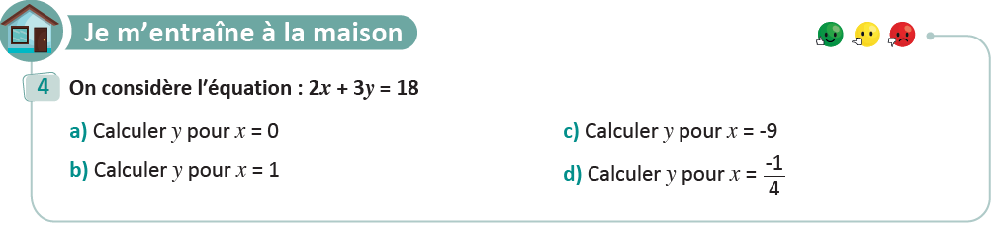 Je m'entraîne à la maison
4 On considère l'équation : 2x + 3y = 18
a) Calculer y pour x = 0
b) Calculer y pour x = 1
c) Calculer y pour x = -9
d) Calculer y pour x = -1/4